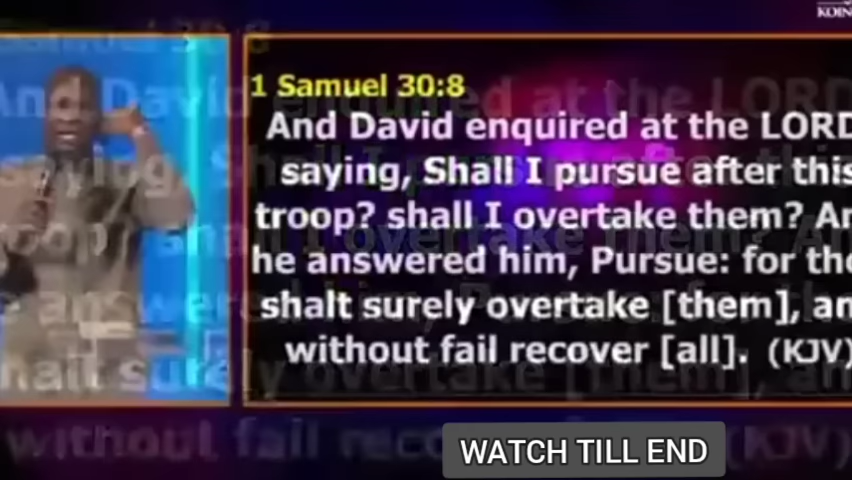 KOIN
1 Samuel 30:8
And David enquired at the LORD
saying, Shall I pursue after this
troop? shall I overtake them? An
he answered him, Pursue: for tho
shalt surely overtake [them], an
without fail recover [all]. (KJV)
WATCH TILL END